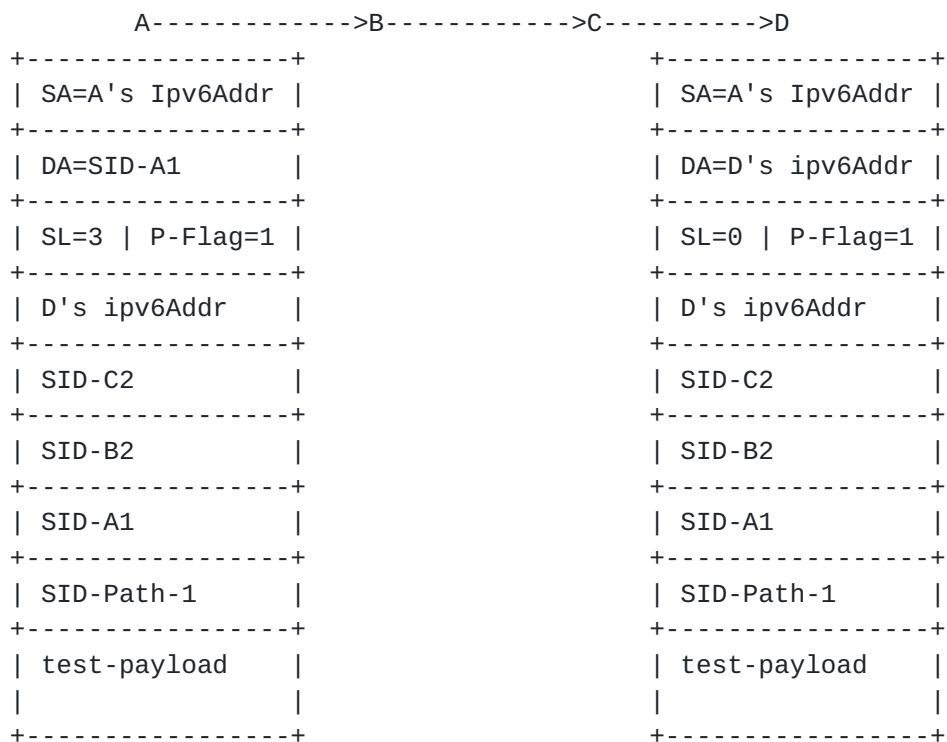 A------------->B------------>C---------->D
+-----------------+ +-----------------+
| SA=A's Ipv6Addr | | SA=A's Ipv6Addr |
+-----------------+ +-----------------+
| DA=SID-A1 | | DA=D's ipv6Addr |
+-----------------+ +-----------------+
| SL=3 | P-Flag=1 | | SL=0 | P-Flag=1 |
+-----------------+ +-----------------+
| D's ipv6Addr | | D's ipv6Addr |
+-----------------+ +-----------------+
| SID-C2 | | SID-C2 |
+-----------------+ +-----------------+
| SID-B2 | | SID-B2 |
+-----------------+ +-----------------+
| SID-A1 | | SID-A1 |
+-----------------+ +-----------------+
| SID-Path-1 | | SID-Path-1 |
+-----------------+ +-----------------+
| test-payload | | test-payload |
| | | |
+-----------------+ +-----------------+